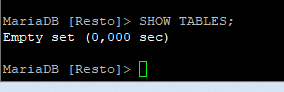 MariaDB [Resto]> SHOW TABLES;
Empty set (0,000 sec)
MariaDB [Resto]>